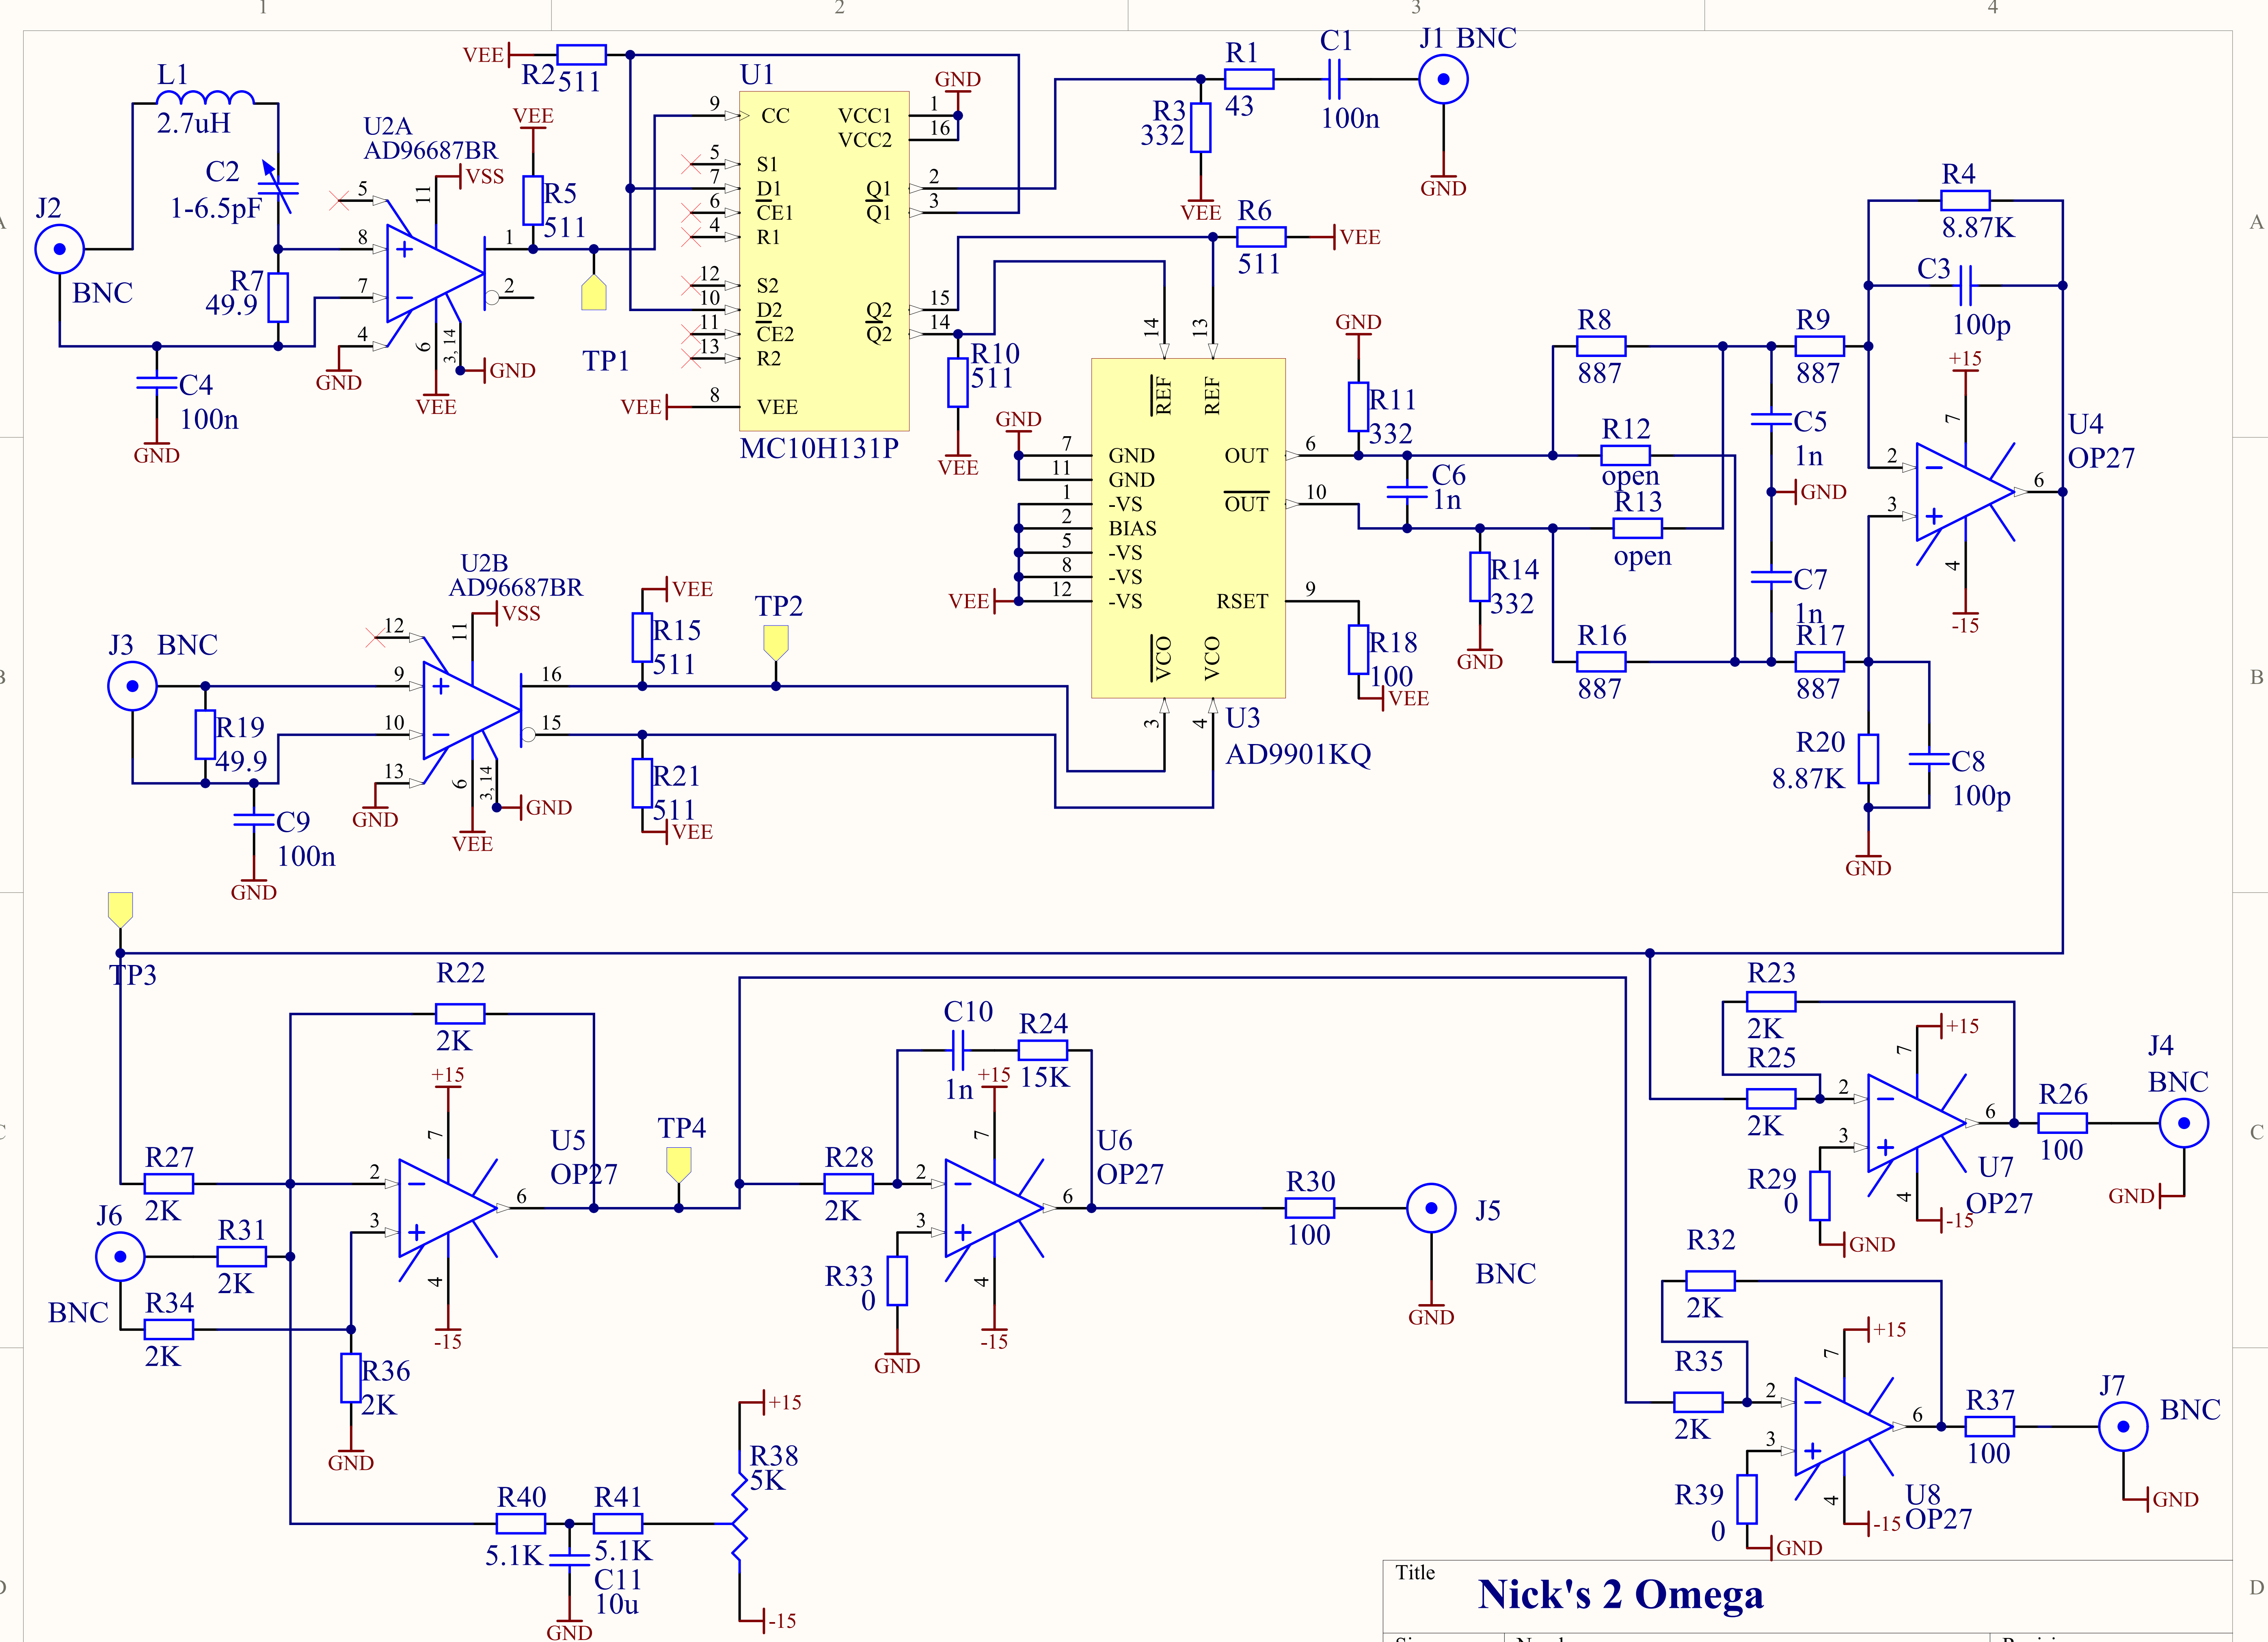 1 2 3 4
VEE
R2 511
L1
2.7uH
C2
1-6.5pF
J2
BNC
R7
49.9
C4
100n
GND
U2A
AD96687BR
VSS
11
5
8
7
4
GND
6
3, 14
GND
VEE
1
2
VEE
R5
511
TP1
U1
9 CC
5 S1
7 D1
6 CE1
4 R1
12 S2
10 D2
11 CE2
13 R2
VEE 8 VEE
VCC1 1
VCC2 16
GND
Q1 2
Q1 3
Q2 15
Q2 14
MC10H131P
R10
511
VEE
R1
43
C1
100n
J1 BNC
GND
R3
332
VEE
R6
511
VEE
14
13
REF
REF
GND
7 GND
11 GND
1 -VS
2 BIAS
5 -VS
8 -VS
VEE 12 -VS
OUT 6
OUT 10
RSET 9
VCO
VCO
3
4
U3
AD9901KQ
GND
R11
332
C6
1n
R14
332
GND
R18
100
VEE
R8
887
R12
open
R13
open
R16
887
R9
887
C5
1n
GND
C7
1n
R17
887
R4
8.87K
C3
100p
+15
7
2
3
4
-15
6
U4
OP27
R20
8.87K
C8
100p
GND
A
A
B
B
J3 BNC
R19
49.9
C9
100n
GND
U2B
AD96687BR
VSS
11
12
9
10
13
GND
6
3, 14
GND
VEE
16
15
VEE
R15
511
TP2
R21
511
VEE
TP3
R22
2K
+15
7
R27
2K
2
3
4
-15
6
U5
OP27
TP4
J6
BNC
R31
2K
R34
2K
R36
2K
GND
R40
5.1K
R41
5.1K
C11
10u
GND
+15
R38
5K
-15
C10
1n
R24
15K
+15
7
R28
2K
2
3
4
-15
6
U6
OP27
R33
0
GND
R30
100
J5
BNC
GND
R23
2K
R25
2K
+15
7
2
3
4
-15
6
U7
OP27
R29
0
GND
R26
100
J4
BNC
GND
R32
2K
R35
2K
+15
7
2
3
4
-15
6
U8
OP27
R39
0
GND
R37
100
J7
BNC
GND
C
C
D
D
Title
Nick's 2 Omega